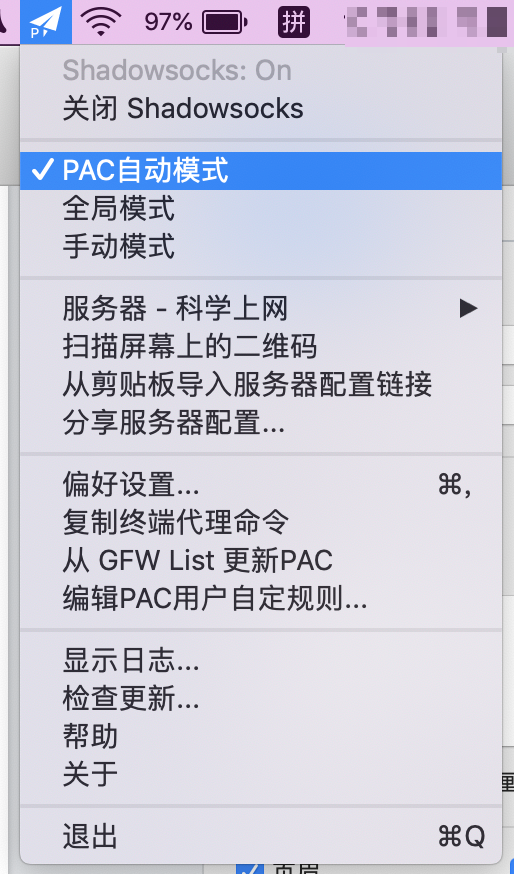 P
97%
拼
Shadowsocks: On
关闭 Shadowsocks
PAC自动模式
全局模式
手动模式
服务器 - 科学上网
扫描屏幕上的二维码
从剪贴板导入服务器配置链接
分享服务器配置...
偏好设置... ⌘,
复制终端代理命令
从 GFW List 更新PAC
编辑PAC用户自定规则...
显示日志...
检查更新...
帮助
关于
退出 ⌘Q